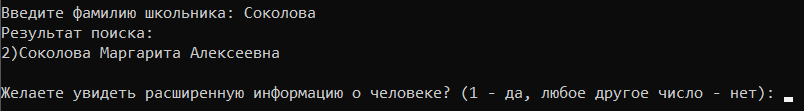 Введите фамилию школьника: Соколова
Результат поиска:
2)Соколова Маргарита Алексеевна
Желаете увидеть расширенную информацию о человеке? (1 - да, любое другое число - нет):